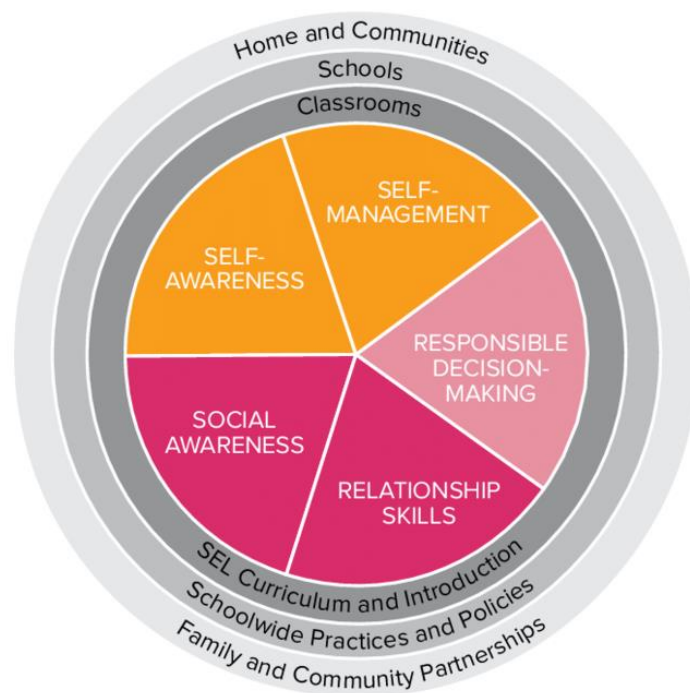 Home and Communities
Schools
Classrooms
SELF-
MANAGEMENT
SELF-
AWARENESS
RESPONSIBLE
DECISION-
MAKING
SOCIAL
AWARENESS
RELATIONSHIP
SKILLS
SEL Curriculum and Introduction
Schoolwide Practices and Policies
Family and Community Partnerships